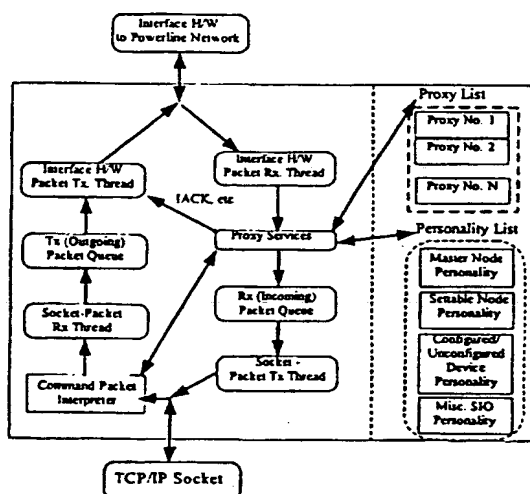 Interface H/W
to Powerline Network
Proxy List
Proxy No. 1
Proxy No. 2
Proxy No. N
Interface H/W
Packet Tx. Thread
Interface H/W
Packet Rx. Thread
IACK, etc
Proxy Services
Personality List
Tx (Outgoing)
Packet Queue
Master Node
Personality
Rx (Incoming)
Packet Queue
Settable Node
Personality
Socket-Packet
Rx Thread
Configured/
Unconfigured
Device
Personality
Socket -
Packet Tx Thread
Command Packet
Interpreter
Misc. SIO
Personality
TCP/IP Socket